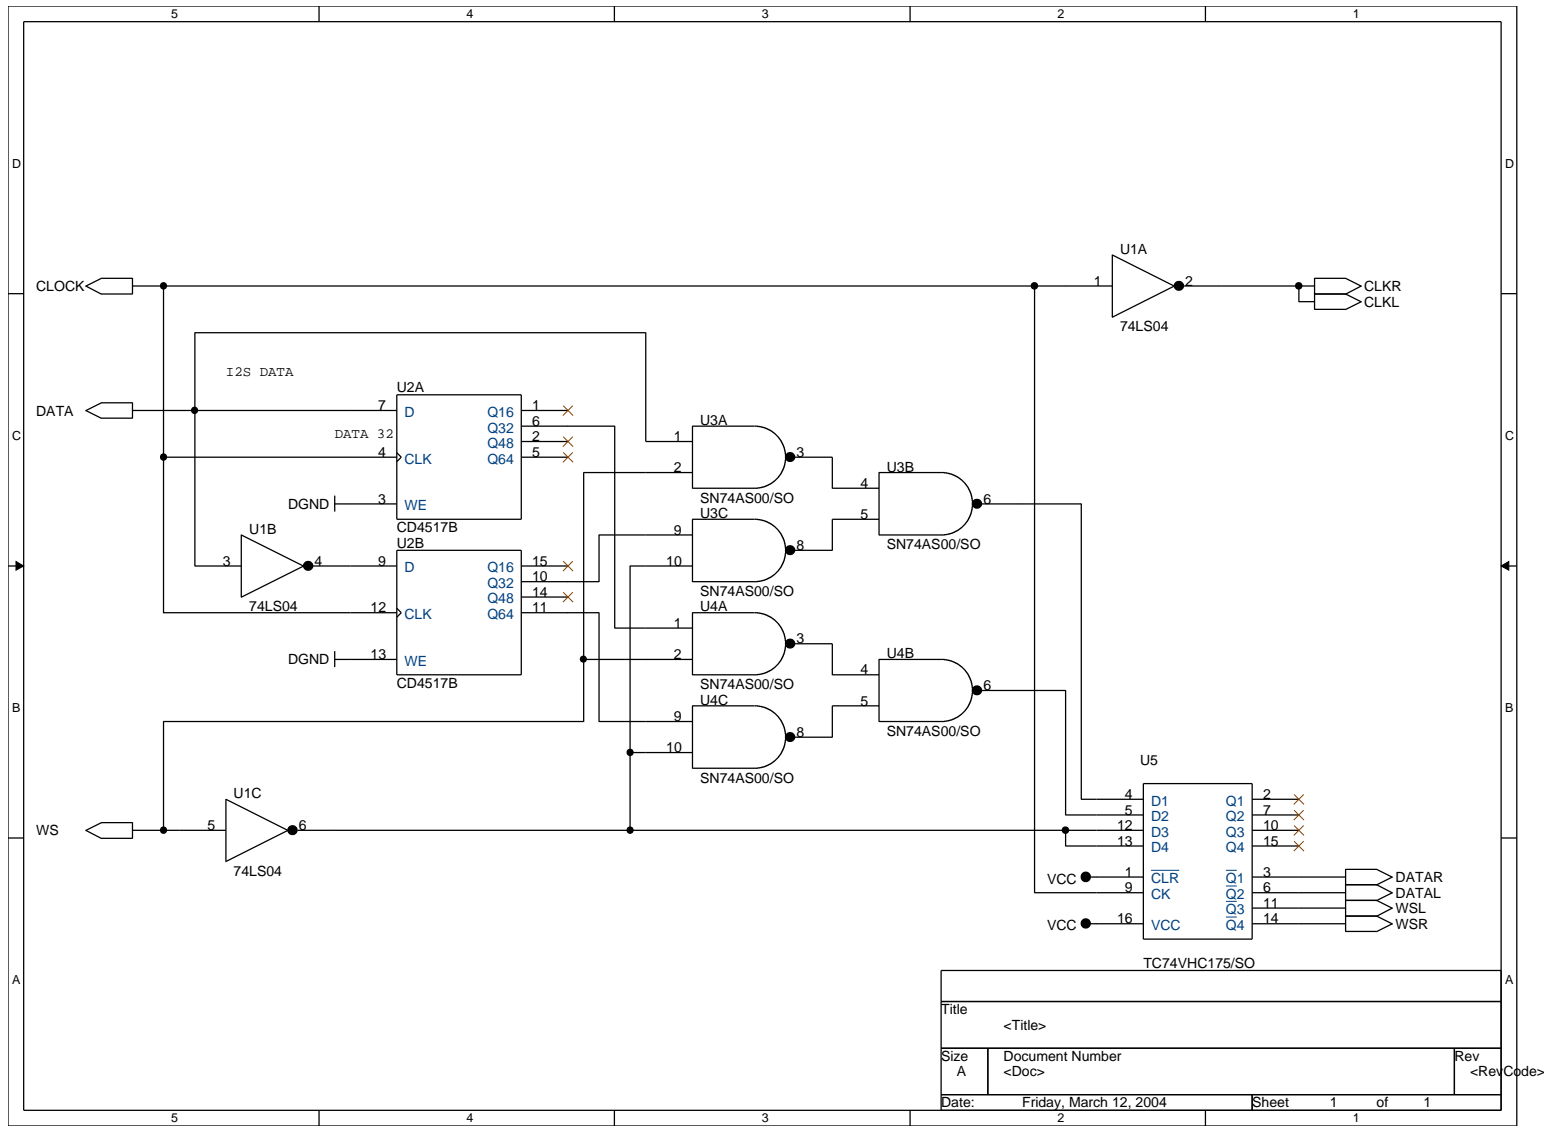 5 4 3 2 1
D D
C C
B B
A A
U1A
CLOCK 1 2 CLKR
CLKL
74LS04
I2S DATA
U2A
DATA 7 D Q16 1
Q32 6
DATA 32 Q48 2
4 CLK Q64 5
DGND 3 WE
CD4517B
U1B
3 4
74LS04
U2B
9 D Q16 15
Q32 10
Q48 14
12 CLK Q64 11
DGND 13 WE
CD4517B
U3A
1 3
2
SN74AS00/SO
U3B
4 6
5
SN74AS00/SO
U3C
9 8
10
SN74AS00/SO
U4A
1 3
2
SN74AS00/SO
U4B
4 6
5
SN74AS00/SO
U4C
9 8
10
SN74AS00/SO
U1C
WS 5 6
74LS04
U5
4 D1 Q1 2
5 D2 Q2 7
12 D3 Q3 10
13 D4 Q4 15
VCC 1 CLR Q1 3 DATAR
9 CK Q2 6 DATAL
Q3 11 WSL
VCC 16 VCC Q4 14 WSR
TC74VHC175/SO
Title
<Title>
Size Document Number Rev
A <Doc> <RevCode>
Date: Friday, March 12, 2004 Sheet 1 of 1
5 4 3 2 1